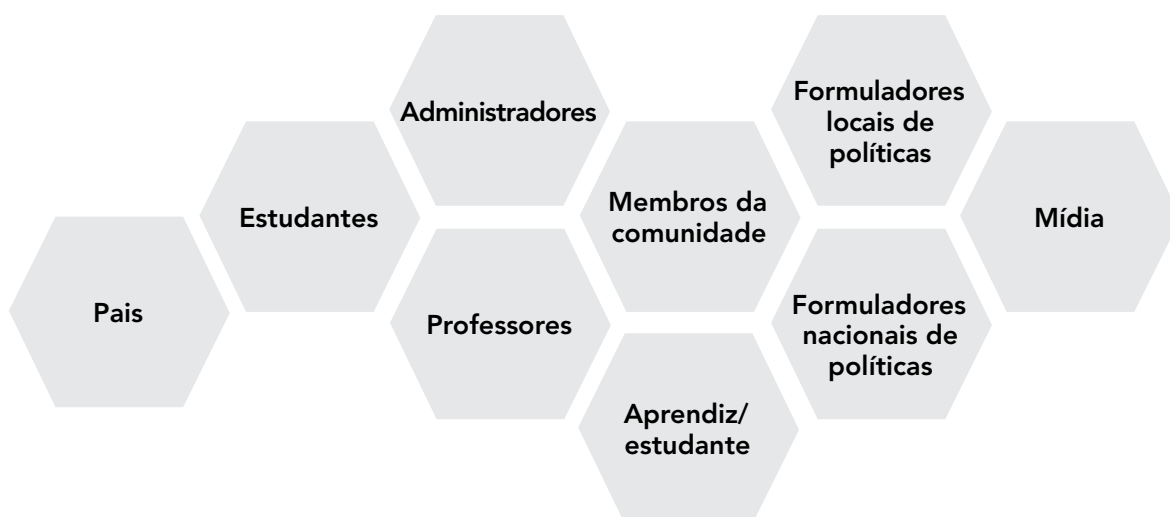 Administradores
Formuladores
locais de
políticas
Estudantes
Membros da
comunidade
Mídia
Pais
Professores
Formuladores
nacionais de
políticas
Aprendiz/
estudante